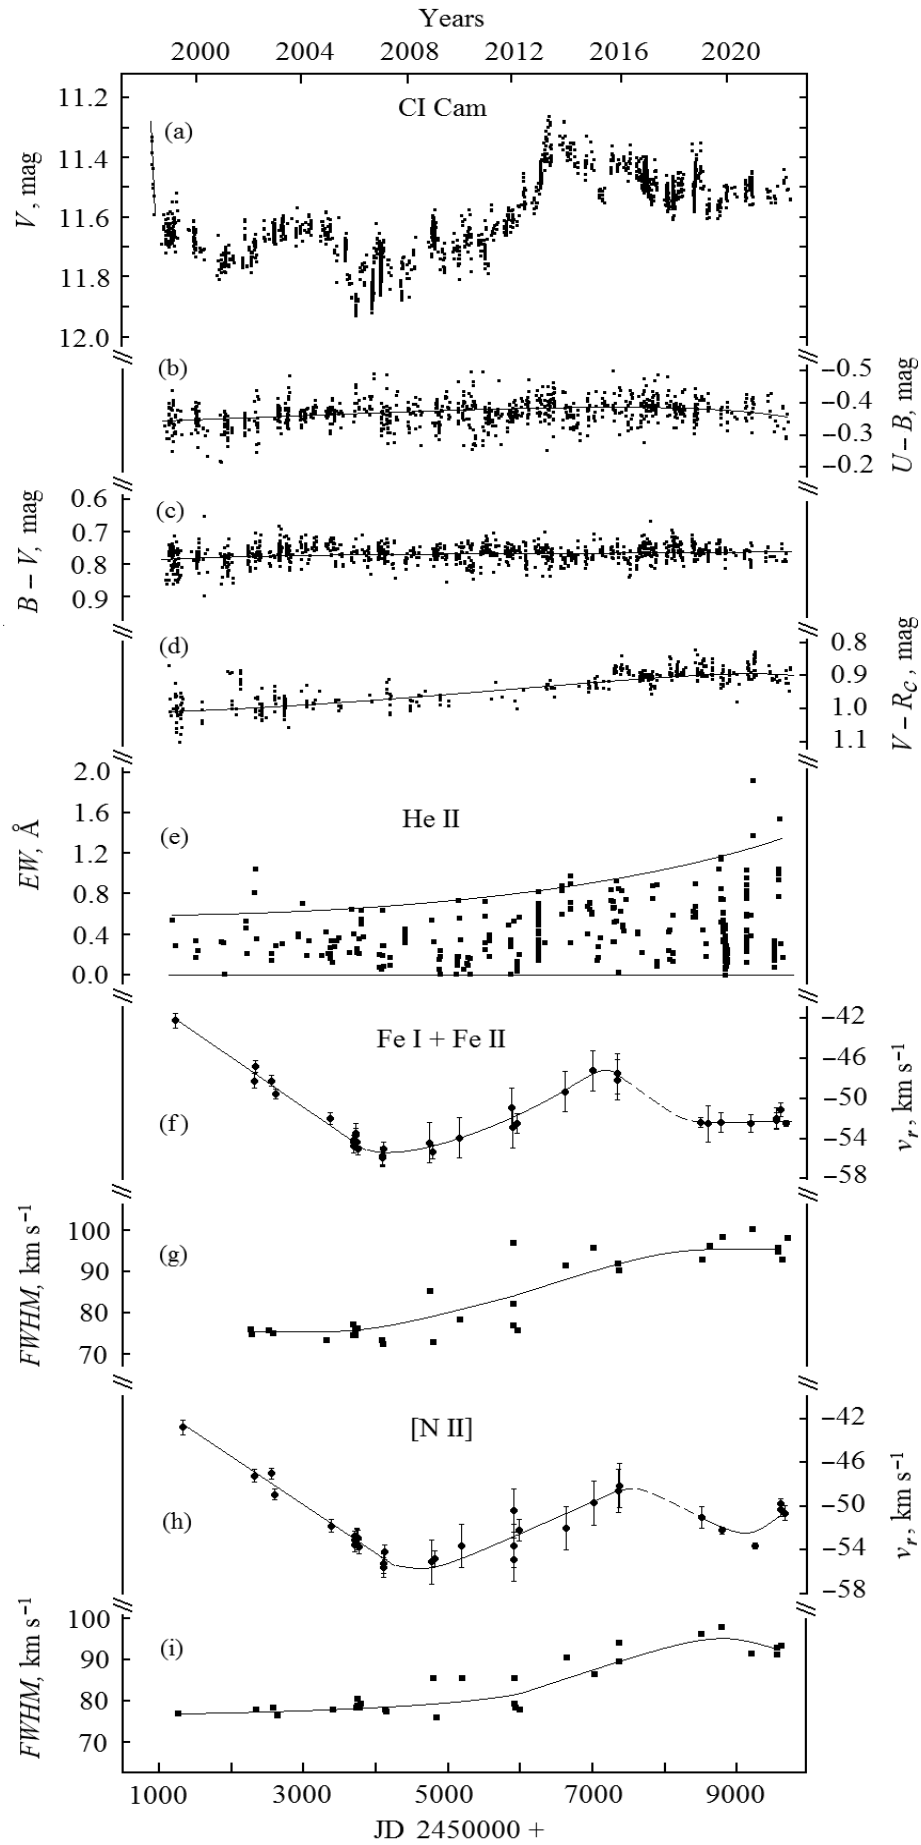 Years
2000 2004 2008 2012 2016 2020
CI Cam
(a)
V, mag
11.2
11.4
11.6
11.8
12.0
(b)
−0.5
−0.4
−0.3
−0.2
U−B, mag
(c)
B − V, mag
0.6
0.7
0.8
0.9
(d)
0.8
0.9
1.0
1.1
V − R_C, mag
He II
(e)
EW, Å
2.0
1.6
1.2
0.8
0.4
0.0
Fe I + Fe II
(f)
−42
−46
−50
−54
−58
v_r, km s⁻¹
(g)
FWHM, km s⁻¹
100
90
80
70
[N II]
(h)
−42
−46
−50
−54
−58
v_r, km s⁻¹
(i)
FWHM, km s⁻¹
100
90
80
70
1000 3000 5000 7000 9000
JD 2450000 +